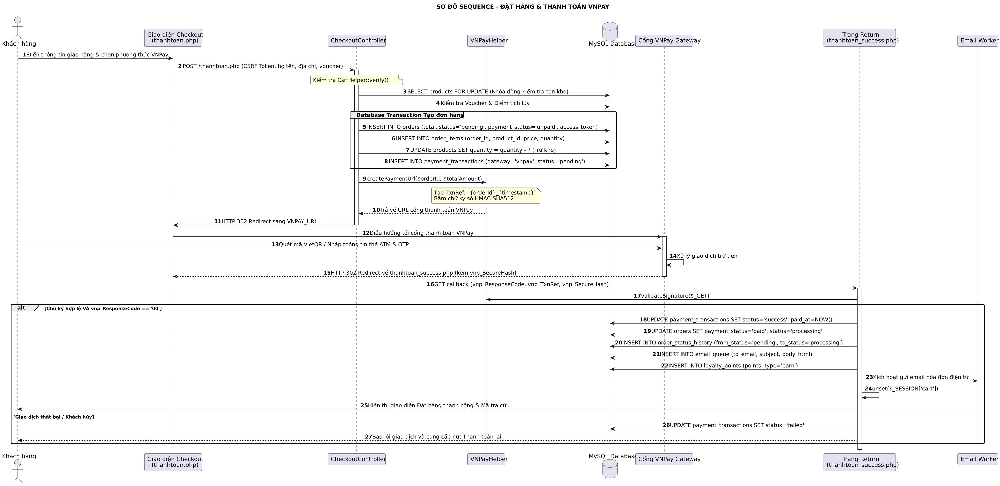 SƠ ĐỒ SEQUENCE - ĐẶT HÀNG & THANH TOÁN VNPAY
Khách hàng
Giao diện Checkout
(thanhtoan.php)
CheckoutController
VNPayHelper
MySQL Database
Cổng VNPay Gateway
Trang Return
(thanhtoan_success.php)
Email Worker
1 Điền thông tin giao hàng & chọn phương thức VNPay
2 POST /thanhtoan.php (CSRF Token, họ tên, địa chỉ, voucher)
Kiểm tra CsrfHelper::verify()
3 SELECT products FOR UPDATE (Khóa dòng kiểm tra tồn kho)
4 Kiểm tra Voucher & Điểm tích lũy
Database Transaction Tạo đơn hàng
5 INSERT INTO orders (total, status='pending', payment_status='unpaid', access_token)
6 INSERT INTO order_items (order_id, product_id, price, quantity)
7 UPDATE products SET quantity = quantity - ? (Trừ kho)
8 INSERT INTO payment_transactions (gateway='vnpay', status='pending')
9 createPaymentUrl($orderId, $totalAmount)
Tạo TxnRef: "{orderId}_{timestamp}"
Băm chữ ký số HMAC-SHA512
10 Trả về URL cổng thanh toán VNPay
11 HTTP 302 Redirect sang VNPAY_URL
12 Điều hướng tới cổng thanh toán VNPay
13 Quét mã VietQR / Nhập thông tin thẻ ATM & OTP
14 Xử lý giao dịch trừ tiền
15 HTTP 302 Redirect về thanhtoan_success.php (kèm vnp_SecureHash)
16 GET callback (vnp_ResponseCode, vnp_TxnRef, vnp_SecureHash)
17 validateSignature($_GET)
alt [Chữ ký hợp lệ VÀ vnp_ResponseCode == '00']
18 UPDATE payment_transactions SET status='success', paid_at=NOW()
19 UPDATE orders SET payment_status='paid', status='processing'
20 INSERT INTO order_status_history (from_status='pending', to_status='processing')
21 INSERT INTO email_queue (to_email, subject, body_html)
22 INSERT INTO loyalty_points (points, type='earn')
23 Kích hoạt gửi email hóa đơn điện tử
24 unset($_SESSION['cart'])
25 Hiển thị giao diện Đặt hàng thành công & Mã tra cứu
[Giao dịch thất bại / Khách hủy]
26 UPDATE payment_transactions SET status='failed'
27 Báo lỗi giao dịch và cung cấp nút Thanh toán lại
Khách hàng
Giao diện Checkout
(thanhtoan.php)
CheckoutController
VNPayHelper
MySQL Database
Cổng VNPay Gateway
Trang Return
(thanhtoan_success.php)
Email Worker